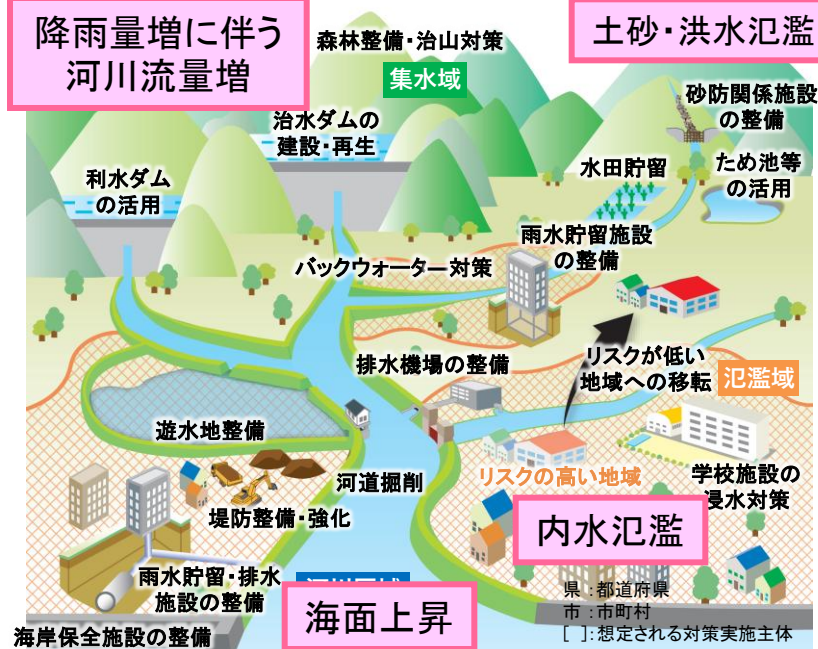 降雨量増に伴う
河川流量増
森林整備・治山対策
集水域
土砂・洪水氾濫
砂防関係施設
の整備
治水ダムの
建設・再生
利水ダム
の活用
水田貯留
ため池等
の活用
雨水貯留施設
の整備
バックウォーター対策
排水機場の整備
リスクが低い
地域への移転
氾濫域
遊水地整備
河道掘削
リスクの高い地域
学校施設の
浸水対策
堤防整備・強化
内水氾濫
雨水貯留・排水
施設の整備
海面上昇
海岸保全施設の整備
県:都道府県
市:市町村
[ ]:想定される対策実施主体